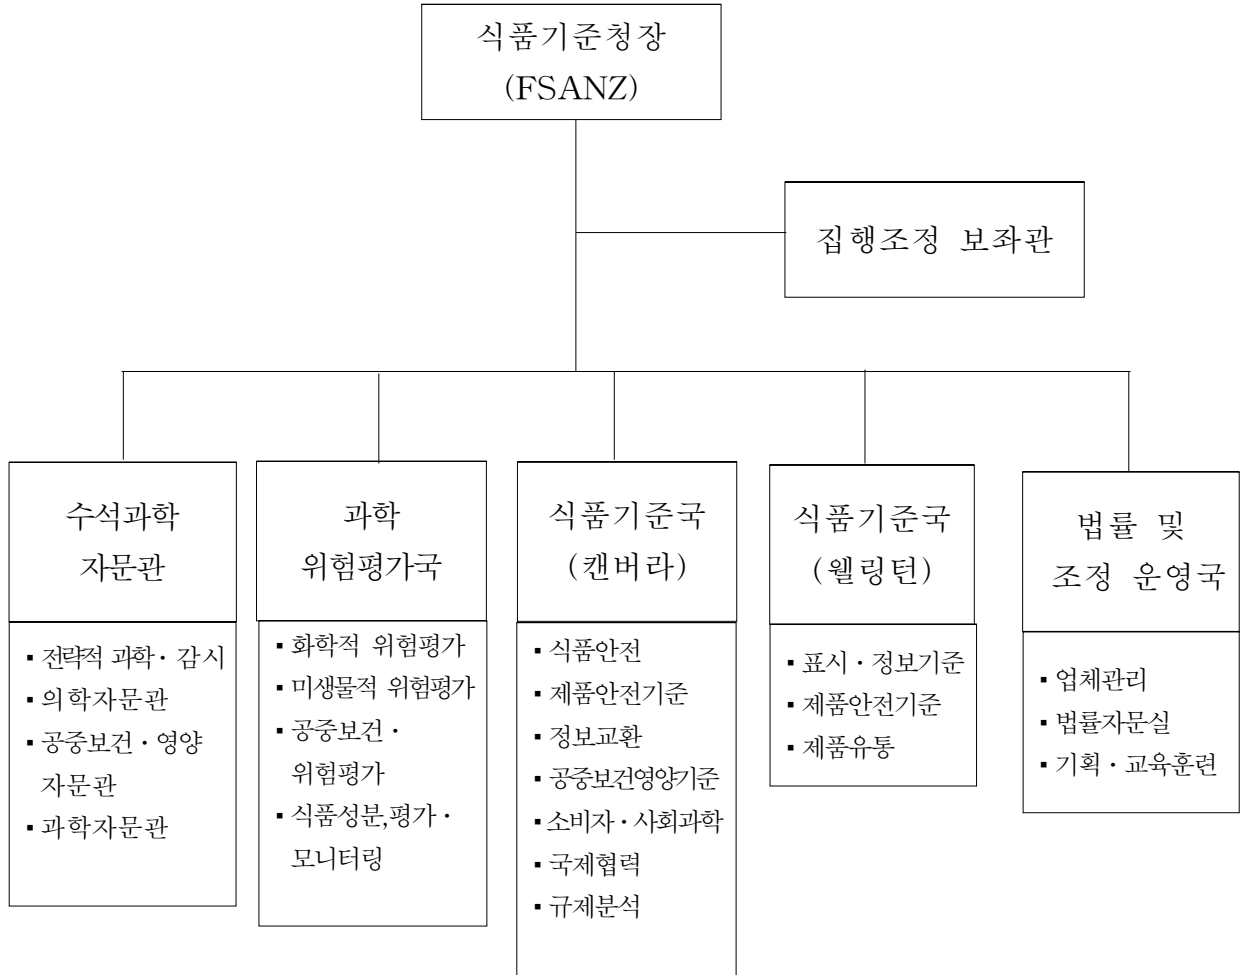 식품기준청장
(FSANZ)
집행조정 보좌관
수석과학
자문관
▪ 전략적 과학· 감시
▪ 의학자문관
▪ 공중보건· 영양
자문관
▪ 과학자문관
과학
위험평가국
▪ 화학적 위험평가
▪ 미생물적 위험평가
▪ 공중보건·
위험평가
▪ 식품성분,평가·
모니터링
식품기준국
(캔버라)
▪ 식품안전
▪ 제품안전기준
▪ 정보교환
▪ 공중보건영양기준
▪ 소비자· 사회과학
▪ 국제협력
▪ 규제분석
식품기준국
(웰링턴)
▪ 표시· 정보기준
▪ 제품안전기준
▪ 제품유통
법률 및
조정 운영국
▪ 업체관리
▪ 법률자문실
▪ 기획· 교육훈련